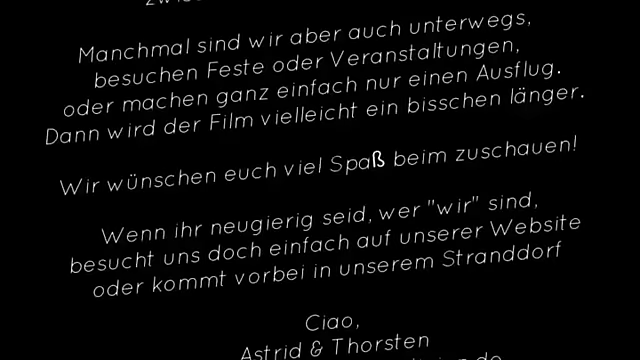 Manchmal sind wir aber auch unterwegs,
besuchen Feste oder Veranstaltungen,
oder machen ganz einfach nur einen Ausflug.
Dann wird der Film vielleicht ein bisschen länger.
Wir wünschen euch viel Spaß beim zuschauen!
Wenn ihr neugierig seid, wer "wir" sind,
besucht uns doch einfach auf unserer Website
oder kommt vorbei in unserem Stranddorf
Ciao,
Astrid & Thorsten